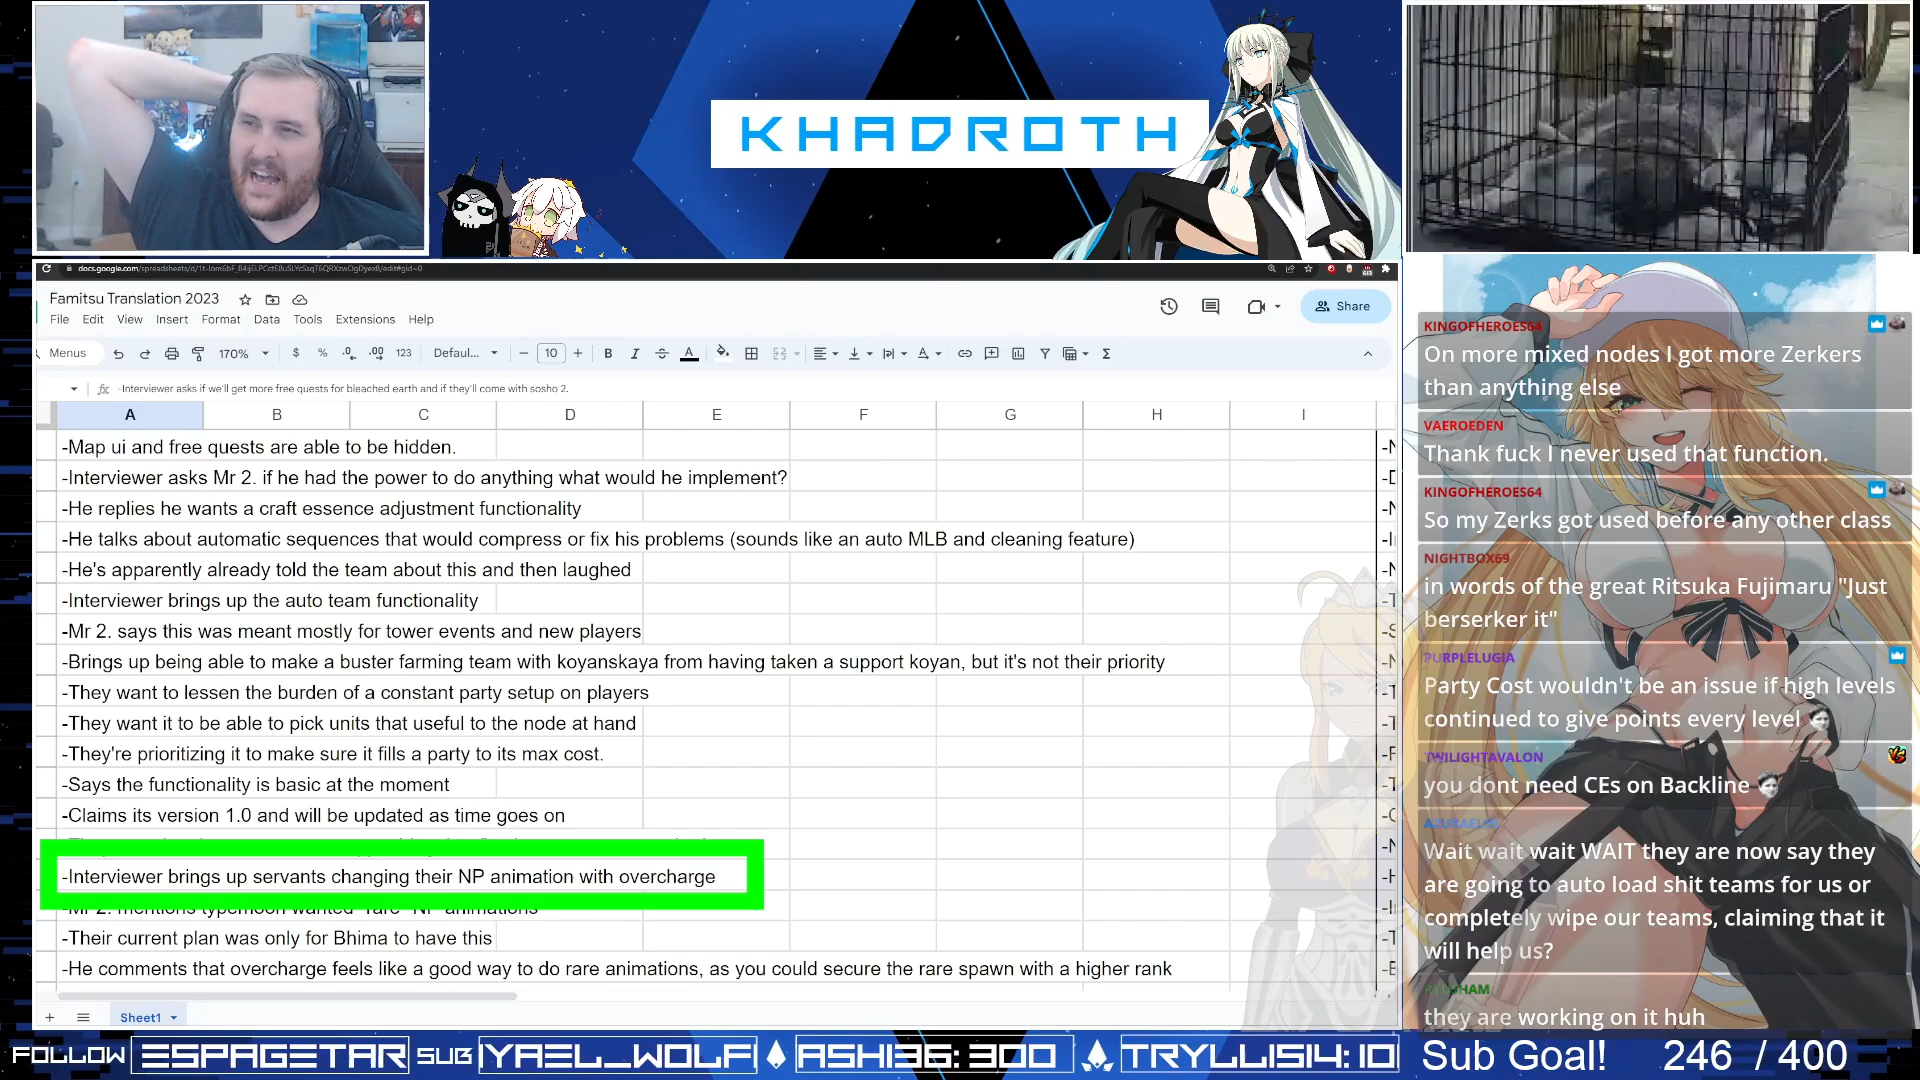 KHADROTH
docs.google.com/spreadsheets/d/
Famitsu Translation 2023
Share
File Edit View Insert Format Data Tools Extensions Help
Menus 170% $ % .0 .00 123 Defaul... 10 B I A Σ
fx -Interviewer asks if we'll get more free quests for bleached earth and if they'll come with sosho 2.
A B C D E F G H I
-Map ui and free quests are able to be hidden.
-Interviewer asks Mr 2. if he had the power to do anything what would he implement?
-He replies he wants a craft essence adjustment functionality
-He talks about automatic sequences that would compress or fix his problems (sounds like an auto MLB and cleaning feature)
-He's apparently already told the team about this and then laughed
-Interviewer brings up the auto team functionality
-Mr 2. says this was meant mostly for tower events and new players
-Brings up being able to make a buster farming team with koyanskaya from having taken a support koyan, but it's not their priority
-They want to lessen the burden of a constant party setup on players
-They want it to be able to pick units that useful to the node at hand
-They're prioritizing it to make sure it fills a party to its max cost.
-Says the functionality is basic at the moment
-Claims its version 1.0 and will be updated as time goes on
-Interviewer brings up servants changing their NP animation with overcharge
-Mr 2. mentions typemoon wanted "rare" NP animations
-Their current plan was only for Bhima to have this
-He comments that overcharge feels like a good way to do rare animations, as you could secure the rare spawn with a higher rank
Sheet1
KINGOFHEROES64
On more mixed nodes I got more Zerkers
than anything else
VAEROEDEN
Thank fuck I never used that function.
KINGOFHEROES64
So my Zerks got used before any other class
NIGHTBOX69
in words of the great Ritsuka Fujimaru "Just
berserker it"
PURPLELUGIA
Party Cost wouldn't be an issue if high levels
continued to give points every level
TWILIGHTAVALON
you dont need CEs on Backline
Wait wait wait WAIT they are now say they
are going to auto load shit teams for us or
completely wipe our teams, claiming that it
will help us?
they are working on it huh
FOLLOW ESPAGETAR SUB YAEL_WOLF ASHI36: 300 TRYLLISI4: 10
Sub Goal! 246 / 400